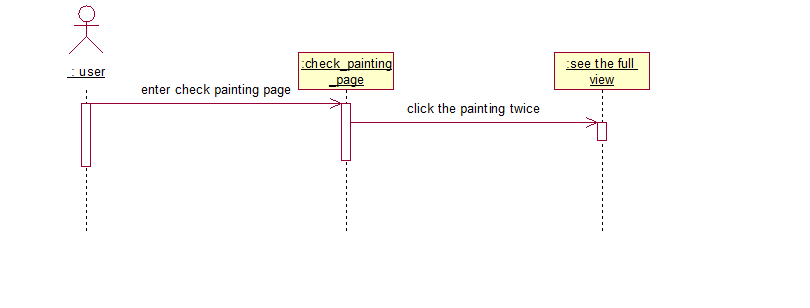 : user
:check_painting
_page
:see the full
view
enter check painting page
click the painting twice